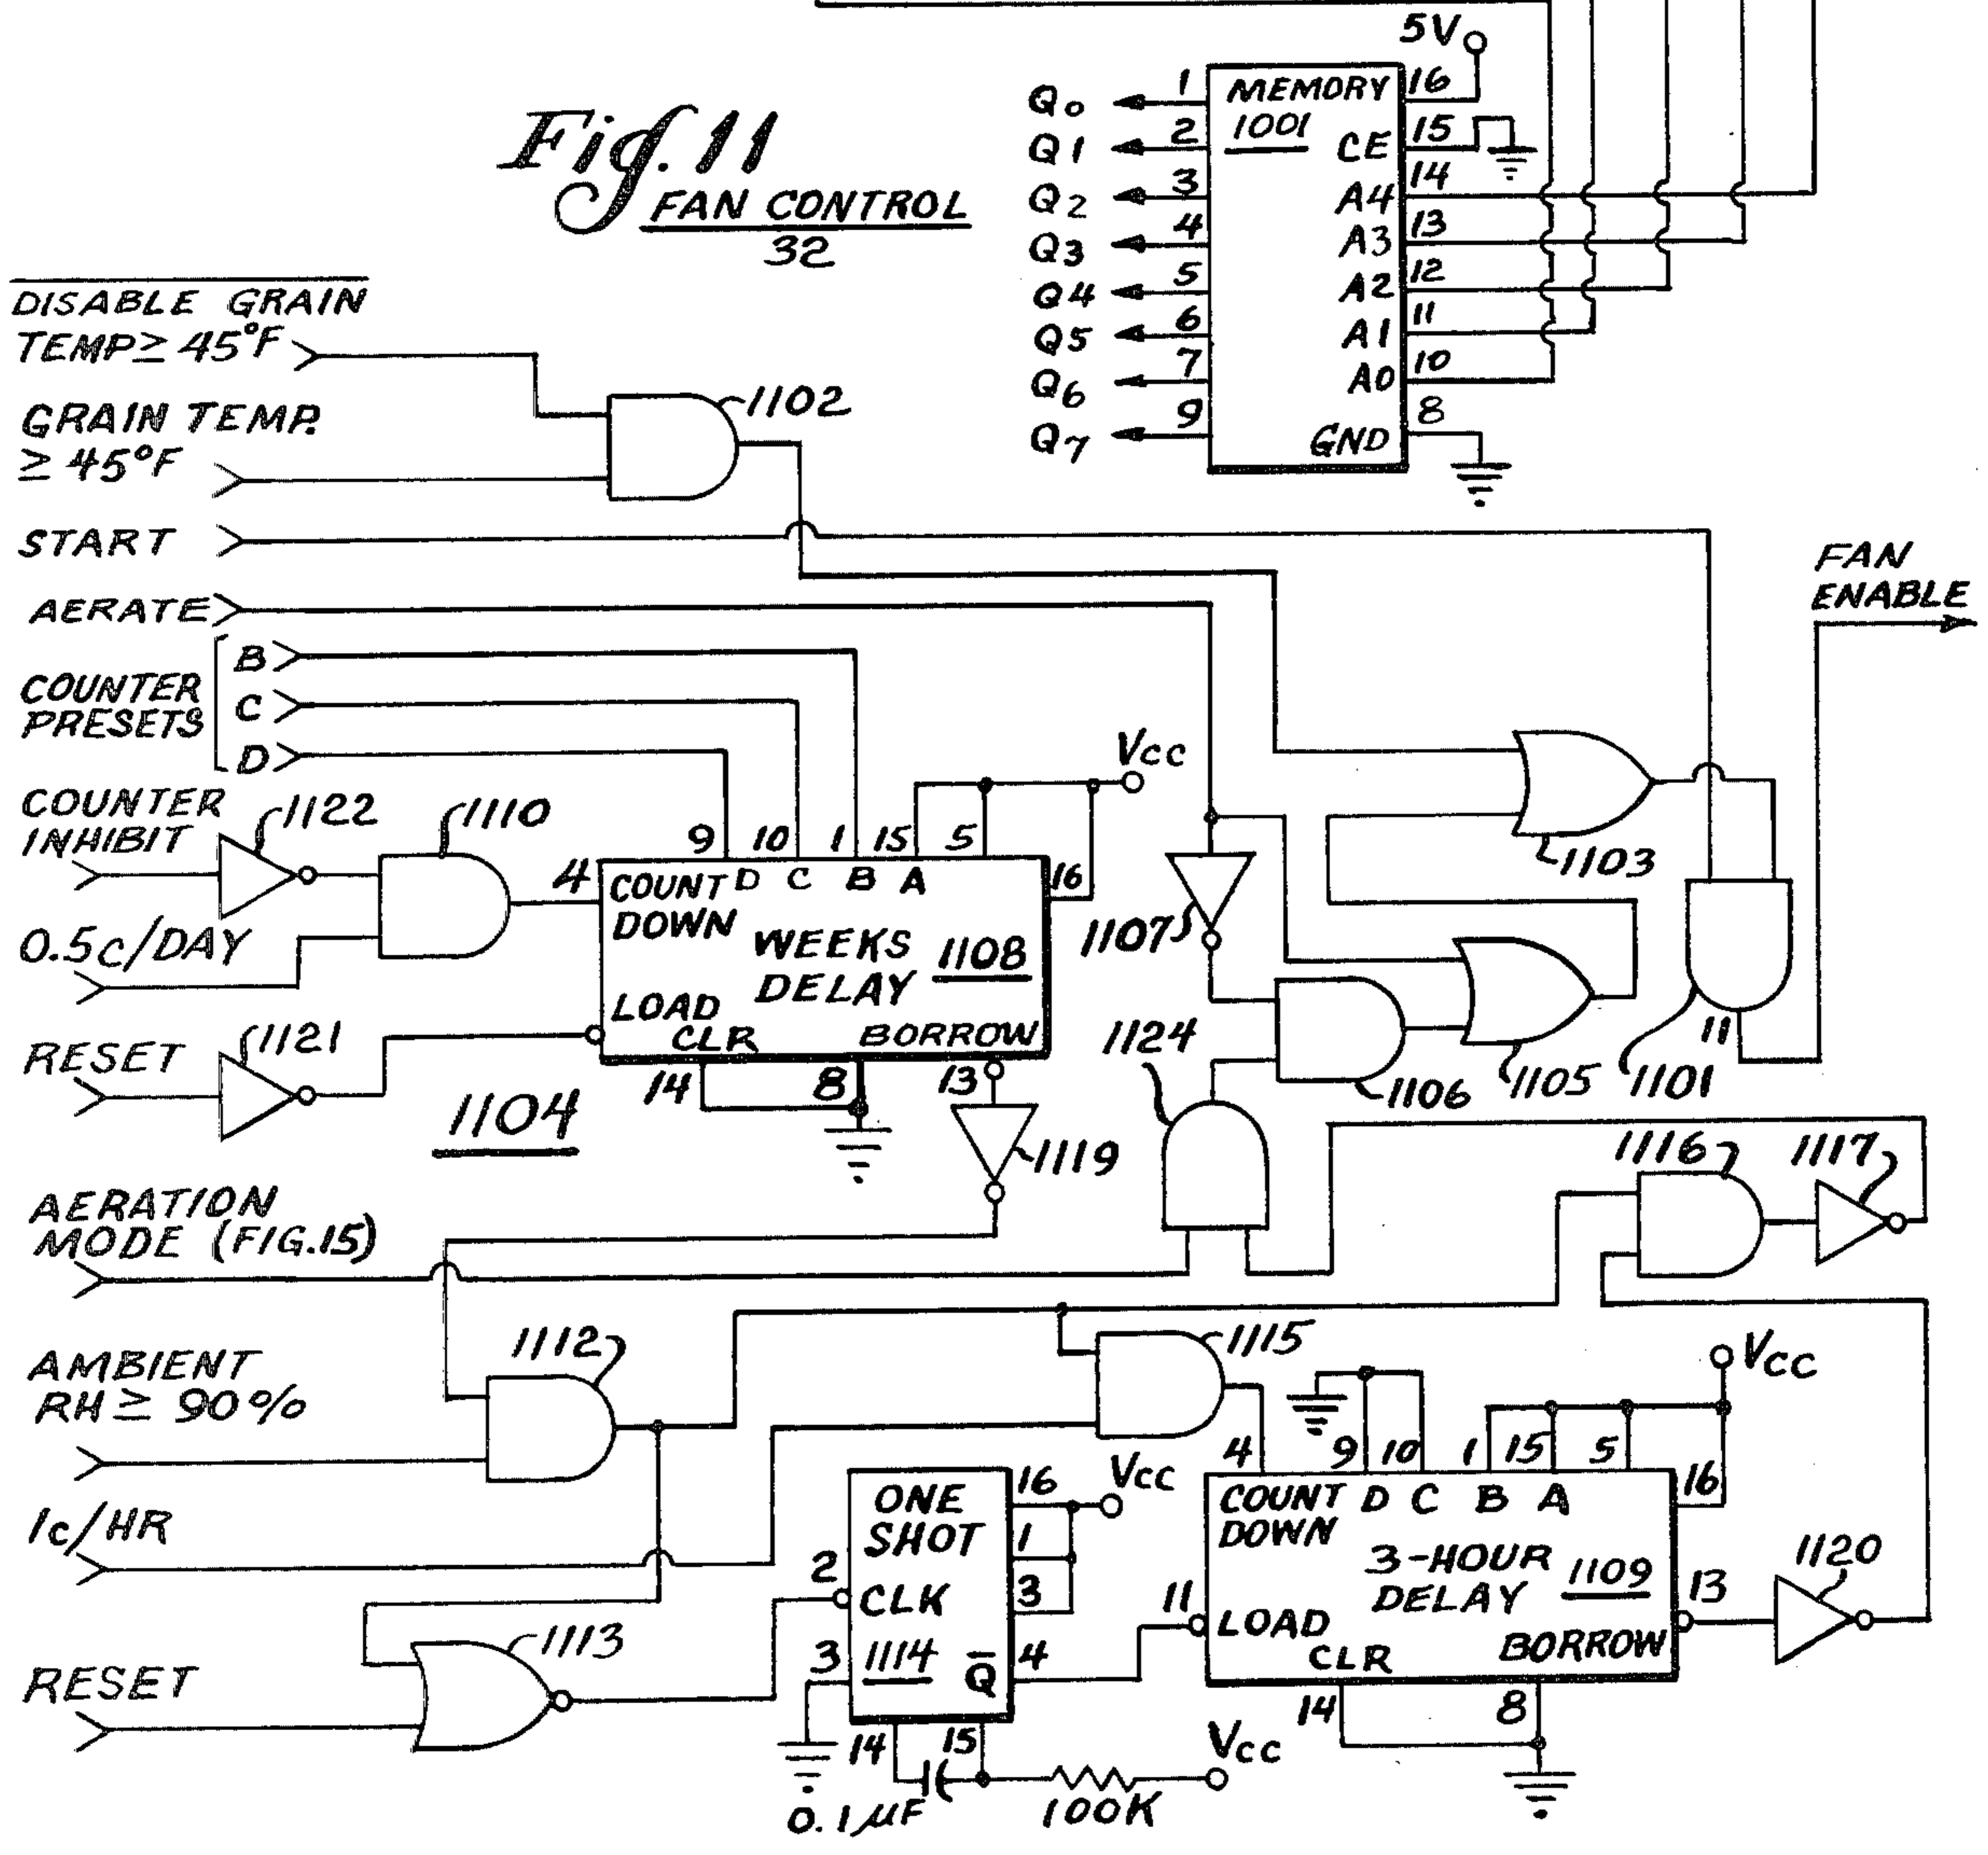 5V
Q0 1 MEMORY 16
Q1 2 1001 CE 15
Q2 3 A4 14
Q3 4 A3 13
Q4 5 A2 12
Q5 6 A1 11
Q6 7 A0 10
Q7 9 GND 8
Fig. 11
FAN CONTROL
32
DISABLE GRAIN
TEMP ≥ 45°F
GRAIN TEMP.
≥ 45°F
1102
START
AERATE
FAN
ENABLE
COUNTER
PRESETS
B
C
D
Vcc
COUNTER
INHIBIT
1122
1110
0.5c/DAY
RESET
1121
1104
9 10 1 15 5
4
16
COUNT D C B A
DOWN
WEEKS
DELAY 1108
LOAD
CLR BORROW
14 8 13
1119
1107
1103
1124
1106
1105
1101
11
1116
1117
AERATION
MODE (FIG.15)
AMBIENT
RH ≥ 90%
1112
1115
1c/HR
RESET
1113
ONE
SHOT
2 CLK
3 1114 Q̅
16
1
3
4
Vcc
14 15
0.1 µF
100K
Vcc
Vcc
4 9 10 1 15 5
16
COUNT D C B A
DOWN
3-HOUR
DELAY 1109
11 LOAD
CLR BORROW
13
14 8
1120